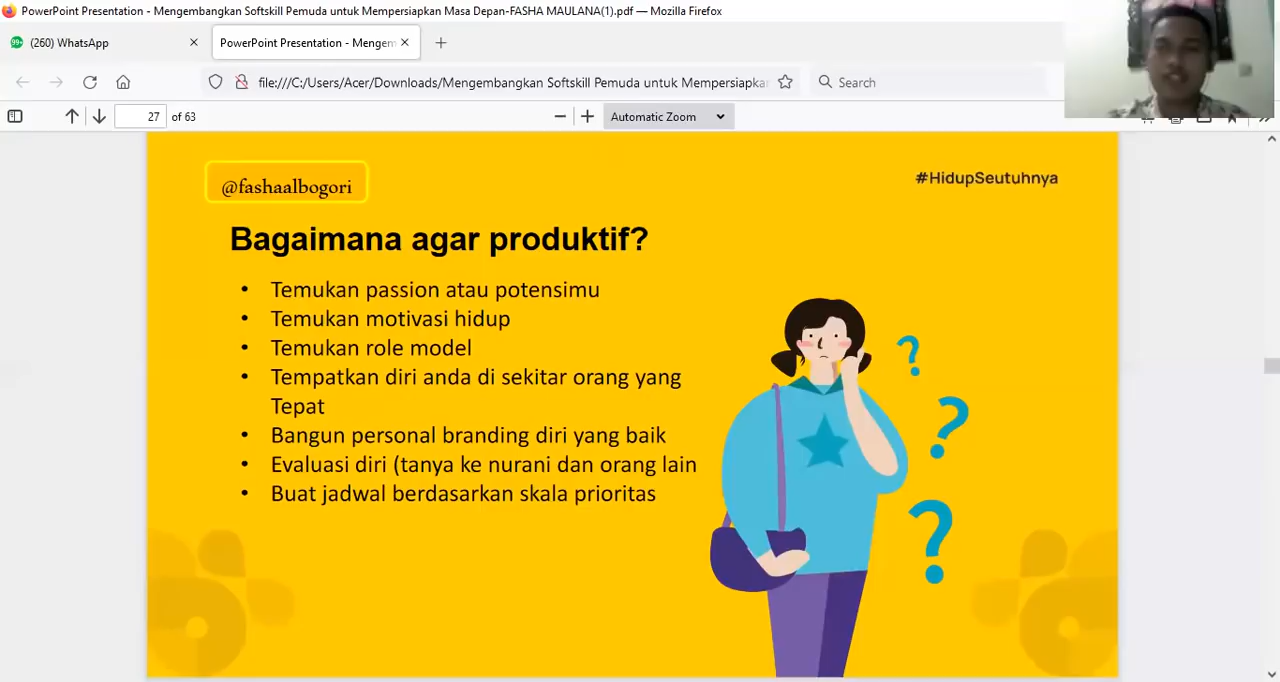 PowerPoint Presentation - Mengembangkan Softskill Pemuda untuk Mempersiapkan Masa Depan-FASHA MAULANA(1).pdf — Mozilla Firefox
99+ (260) WhatsApp
PowerPoint Presentation - Mengem
file:///C:/Users/Acer/Downloads/Mengembangkan Softskill Pemuda untuk Mempersiapka
Search
27 of 63
Automatic Zoom
@fashaalbogori
#HidupSeutuhnya
Bagaimana agar produktif?
• Temukan passion atau potensimu
• Temukan motivasi hidup
• Temukan role model
• Tempatkan diri anda di sekitar orang yang
Tepat
• Bangun personal branding diri yang baik
• Evaluasi diri (tanya ke nurani dan orang lain
• Buat jadwal berdasarkan skala prioritas
? 
?
?